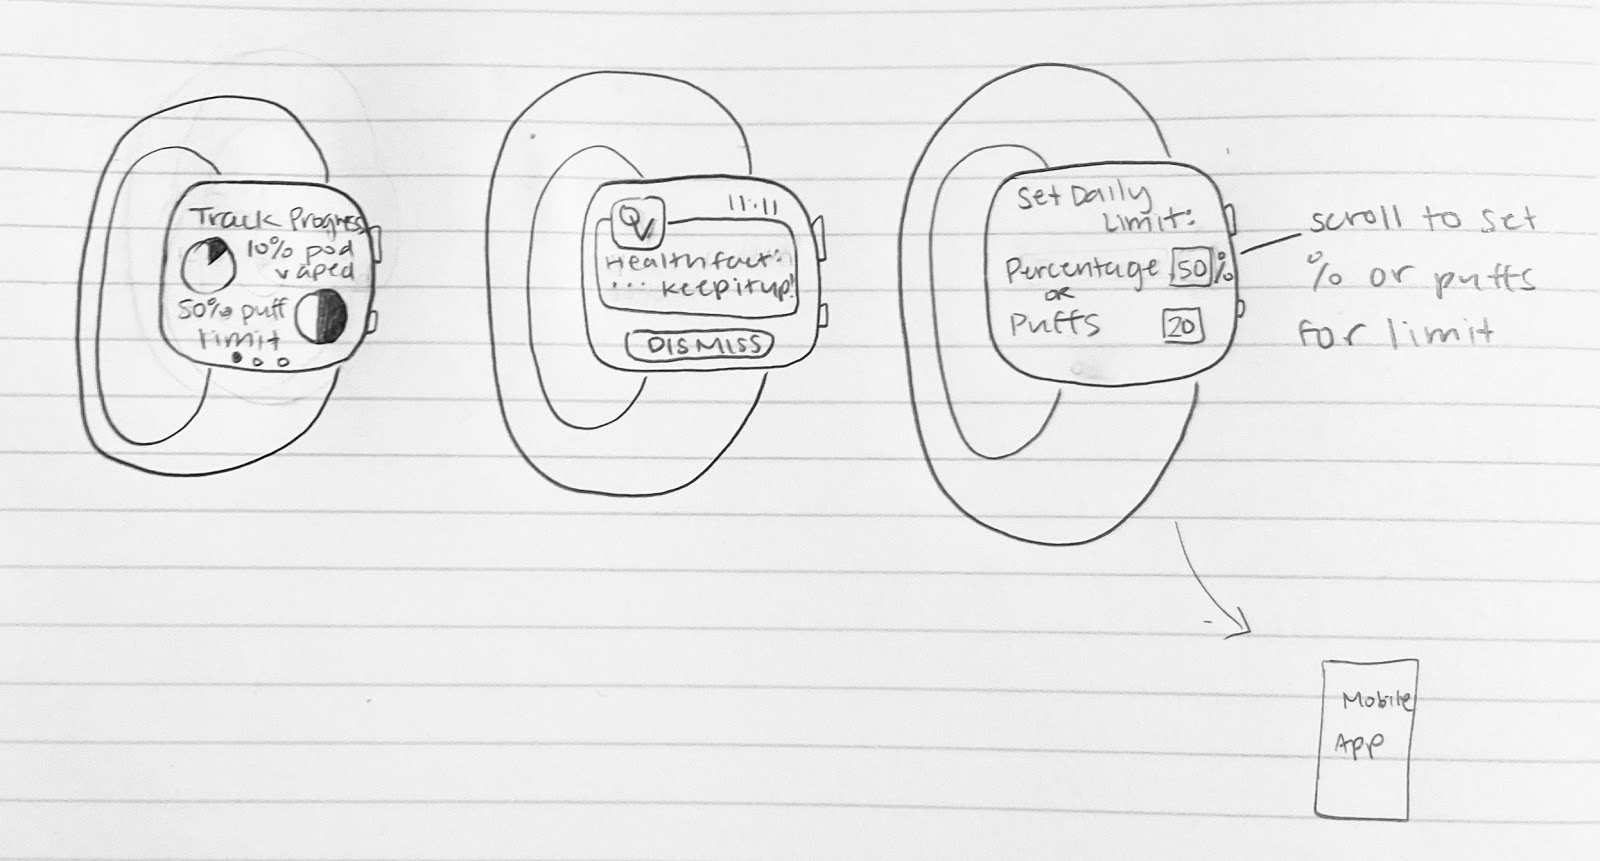 Track Progress
10% pod
vaped
50% puff
limit
QV
11:11
Health fact:
... keep it up!
DISMISS
Set Daily
Limit:
Percentage 50%
OR
Puffs 20
scroll to set
% or puffs
for limit
Mobile
App